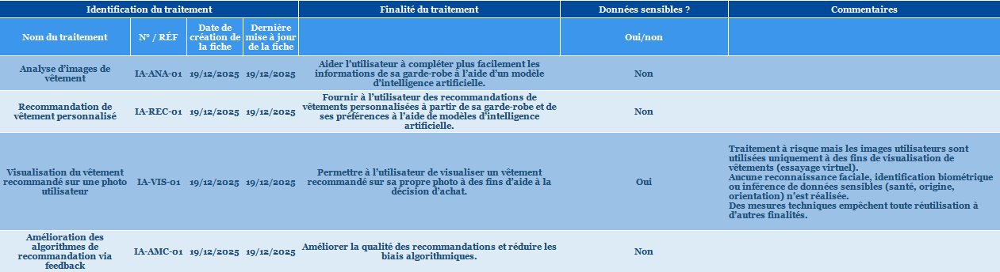 Identification du traitement
Finalité du traitement
Données sensibles ?
Commentaires
Nom du traitement
N° / RÉF
Date de
création de
la fiche
Dernière
mise à jour
de la fiche
Oui/non
Analyse d’images de
vêtement
IA-ANA-01
19/12/2025
19/12/2025
Aider l’utilisateur à compléter plus facilement les
informations de sa garde-robe à l’aide d’un modèle
d’intelligence artificielle.
Non
Recommandation de
vêtement personnalisé
IA-REC-01
19/12/2025
19/12/2025
Fournir à l’utilisateur des recommandations de
vêtements personnalisées à partir de sa garde-robe et de
ses préférences à l’aide de modèles d’intelligence
artificielle.
Non
Visualisation du vêtement
recommandé sur une photo
utilisateur
IA-VIS-01
19/12/2025
19/12/2025
Permettre à l’utilisateur de visualiser un vêtement
recommandé sur sa propre photo à des fins d’aide à la
décision d’achat.
Oui
Traitement à risque mais les images utilisateurs sont
utilisées uniquement à des fins de visualisation de
vêtements (essayage virtuel).
Aucune reconnaissance faciale, identification biométrique
ou inférence de données sensibles (santé, origine,
orientation) n’est réalisée.
Des mesures techniques empêchent toute réutilisation à
d’autres finalités.
Amélioration des
algorithmes de
recommandation via
feedback
IA-AMC-01
19/12/2025
19/12/2025
Améliorer la qualité des recommandations et réduire les
biais algorithmiques.
Non